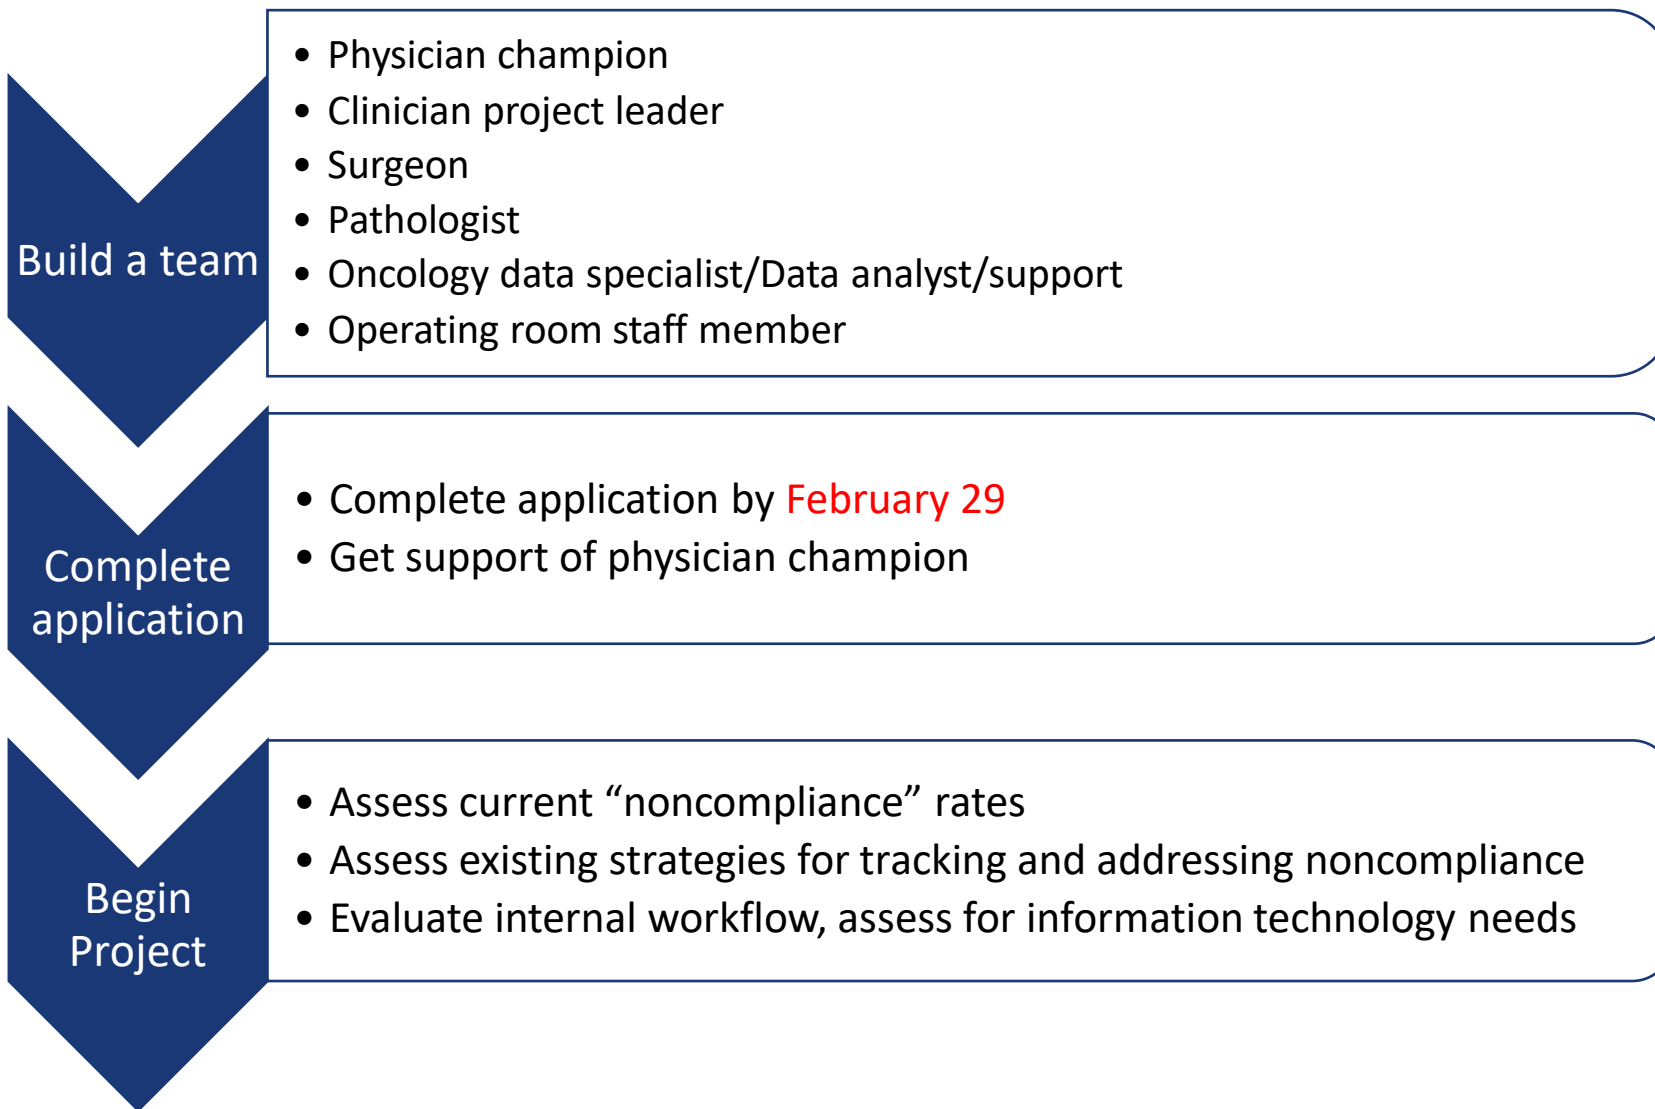 Build a team
• Physician champion
• Clinician project leader
• Surgeon
• Pathologist
• Oncology data specialist/Data analyst/support
• Operating room staff member
Complete
application
• Complete application by February 29
• Get support of physician champion
Begin
Project
• Assess current “noncompliance” rates
• Assess existing strategies for tracking and addressing noncompliance
• Evaluate internal workflow, assess for information technology needs